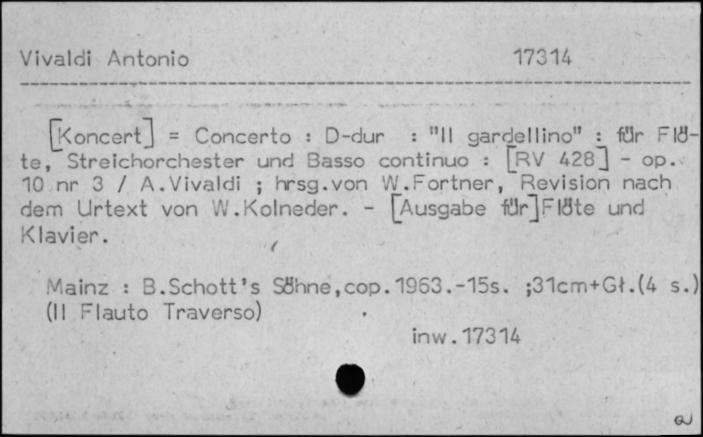 Vivaldi Antonio 17314
[Koncert] = Concerto : D-dur : "Il gardellino" : für Flö-
te, Streichorchester und Basso continuo : [RV 428] - op.
10 nr 3 / A.Vivaldi ; hrsg.von W.Fortner, Revision nach
dem Urtext von W.Kolneder. - [Ausgabe für]Flöte und
Klavier.
Mainz : B.Schott's Söhne,cop.1963.-15s. ;31cm+Gł.(4 s.)
(Il Flauto Traverso)
inw.17314